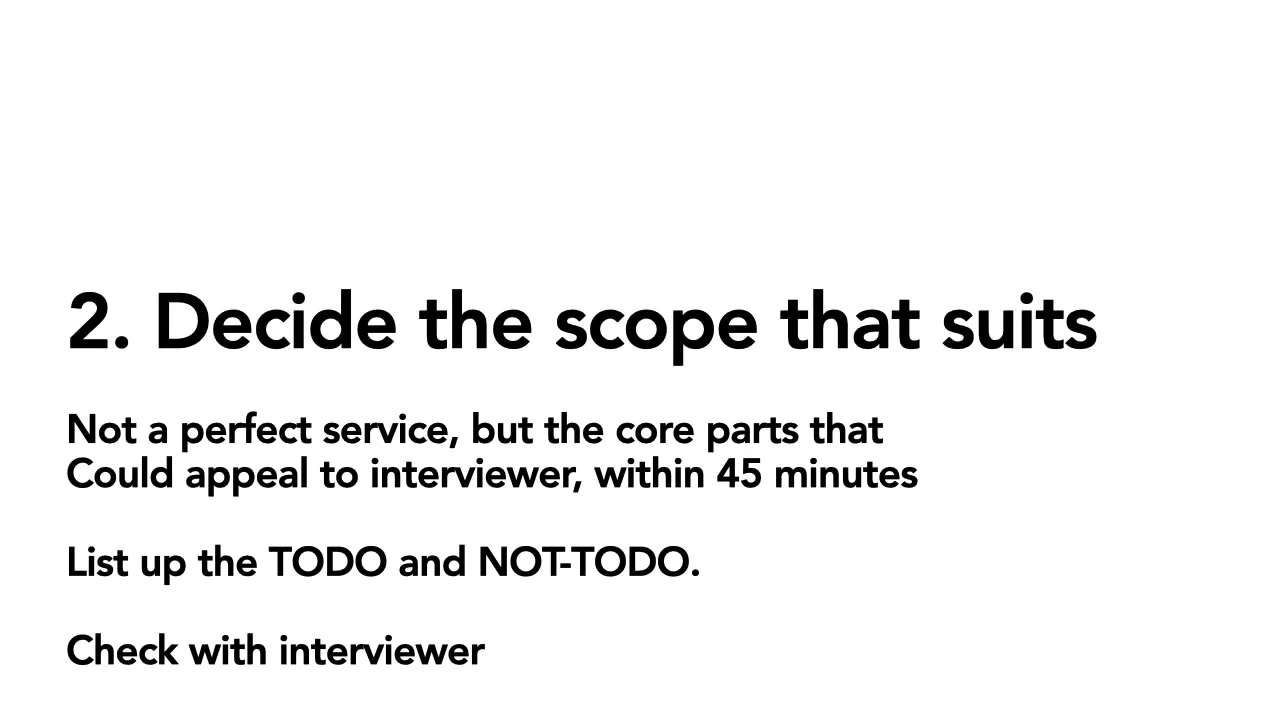 2. Decide the scope that suits
Not a perfect service, but the core parts that
Could appeal to interviewer, within 45 minutes
List up the TODO and NOT-TODO.
Check with interviewer